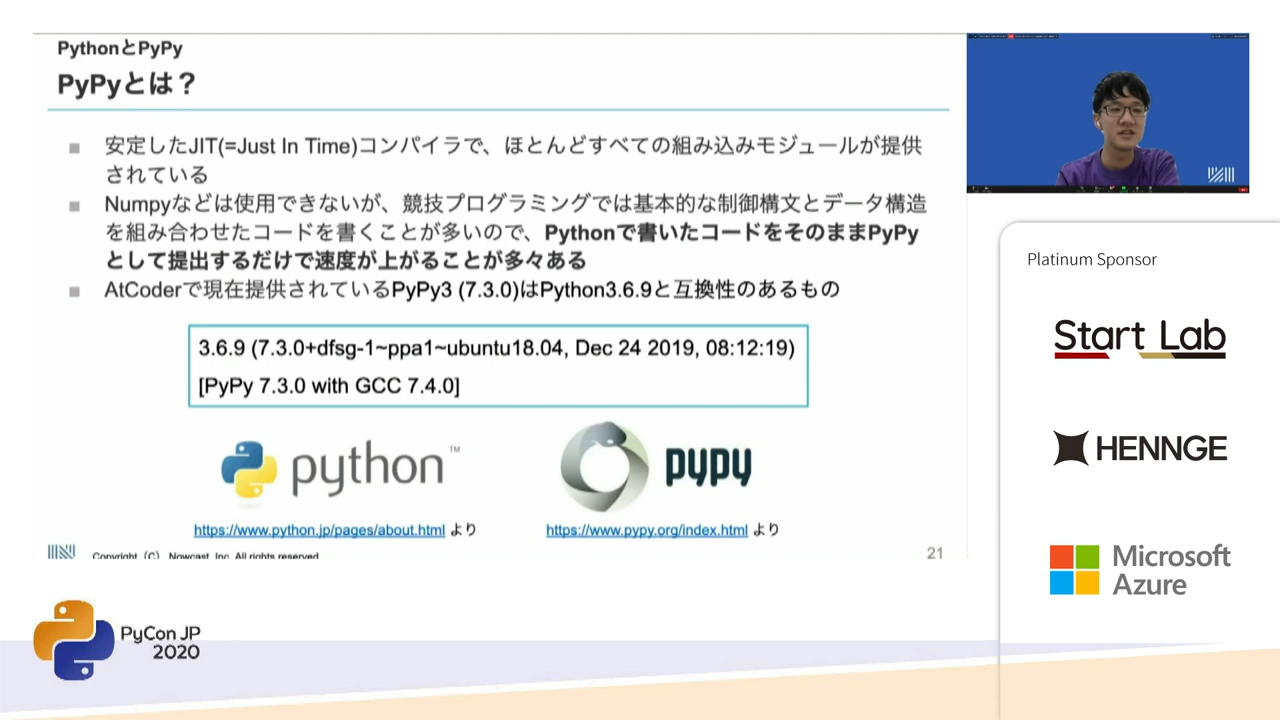 PythonとPyPy
PyPyとは？
安定したJIT(=Just In Time)コンパイラで、ほとんどすべての組み込みモジュールが提供
されている
Numpyなどは使用できないが、競技プログラミングでは基本的な制御構文とデータ構造
を組み合わせたコードを書くことが多いので、Pythonで書いたコードをそのままPyPy
として提出するだけで速度が上がることが多々ある
AtCoderで現在提供されているPyPy3 (7.3.0)はPython3.6.9と互換性のあるもの
3.6.9 (7.3.0+dfsg-1~ppa1~ubuntu18.04, Dec 24 2019, 08:12:19)
[PyPy 7.3.0 with GCC 7.4.0]
python™
pypy
https://www.python.jp/pages/about.html より
https://www.pypy.org/index.html より
Copyright（C） Nowcast, Inc. All rights reserved
21
Platinum Sponsor
Start Lab
HENNGE
Microsoft
Azure
PyCon JP
2020